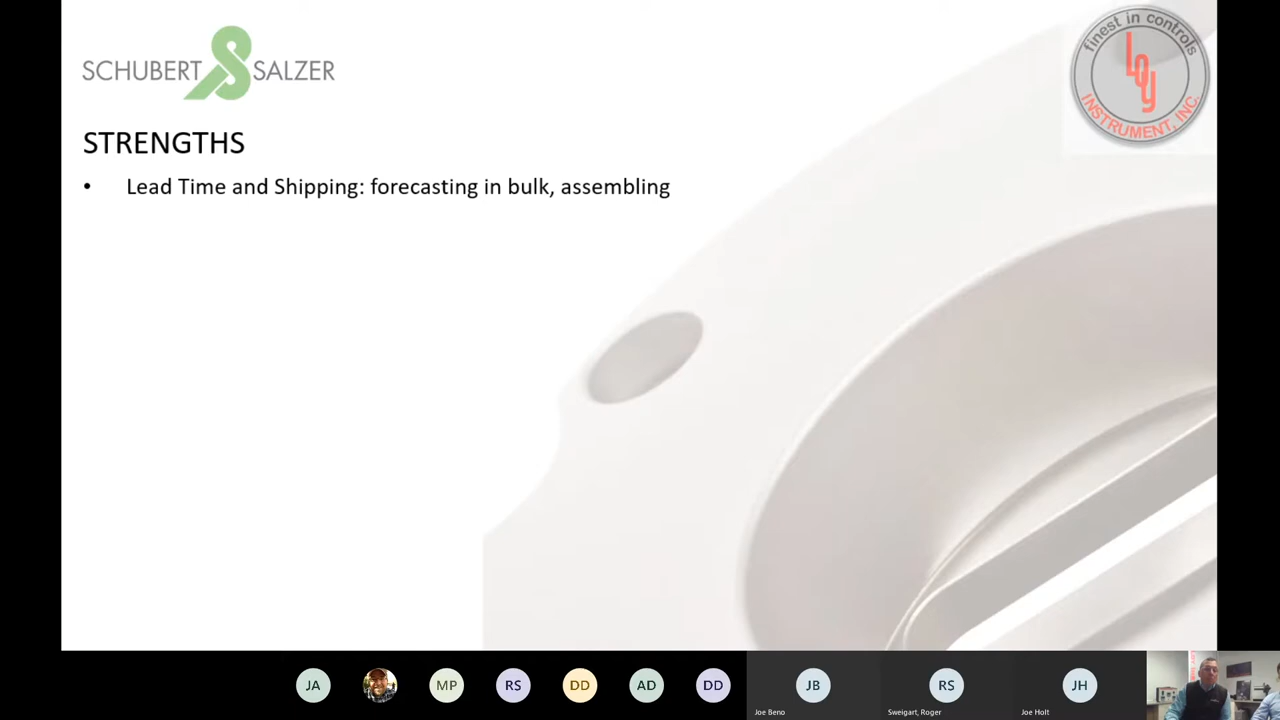 SCHUBERT SALZER
finest in controls
Loy
INSTRUMENT, INC.
STRENGTHS
• Lead Time and Shipping: forecasting in bulk, assembling
JA
MP
RS
DD
AD
DD
JB
RS
JH
Joe Beno
Sweigart, Roger
Joe Holt